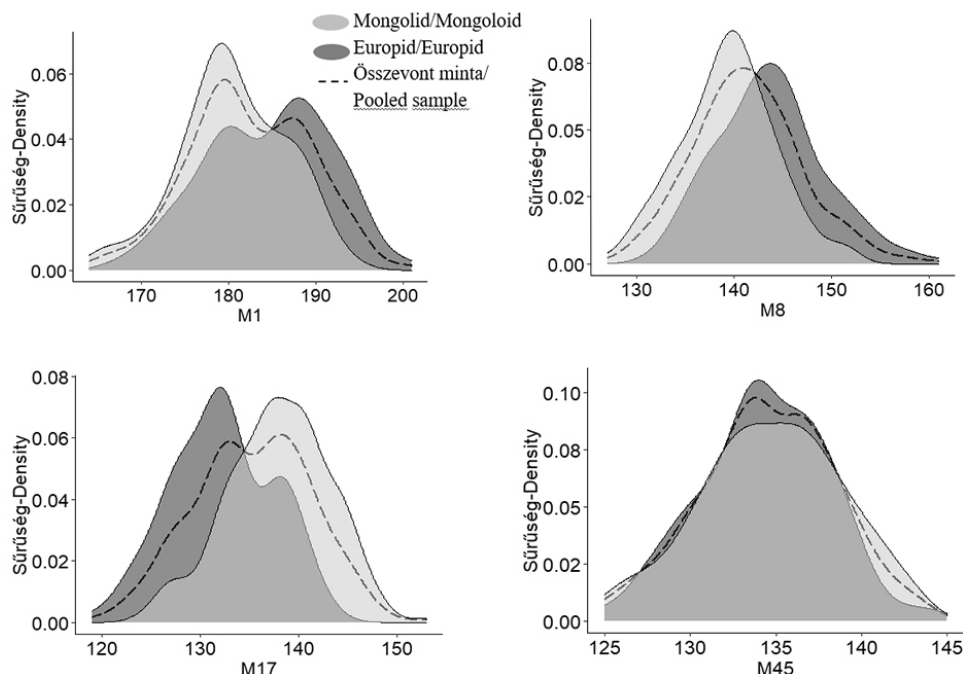 Mongolid/Mongoloid
Europid/Europid
Összevont minta/
Pooled sample
Sűrűség-Density
0.06
0.04
0.02
0.00
170 180 190 200
M1
Sűrűség-Density
0.08
0.05
0.02
0.00
130 140 150 160
M8
Sűrűség-Density
0.08
0.06
0.04
0.02
0.00
120 130 140 150
M17
Sűrűség-Density
0.10
0.08
0.05
0.02
0.00
125 130 135 140 145
M45